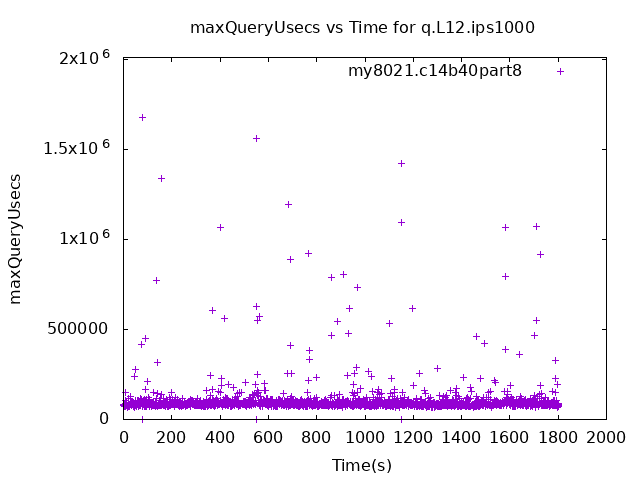 maxQueryUsecs vs Time for q.L12.ips1000
my8021.c14b40part8
2x10^6
1.5x10^6
1x10^6
500000
0
maxQueryUsecs
0 200 400 600 800 1000 1200 1400 1600 1800 2000
Time(s)